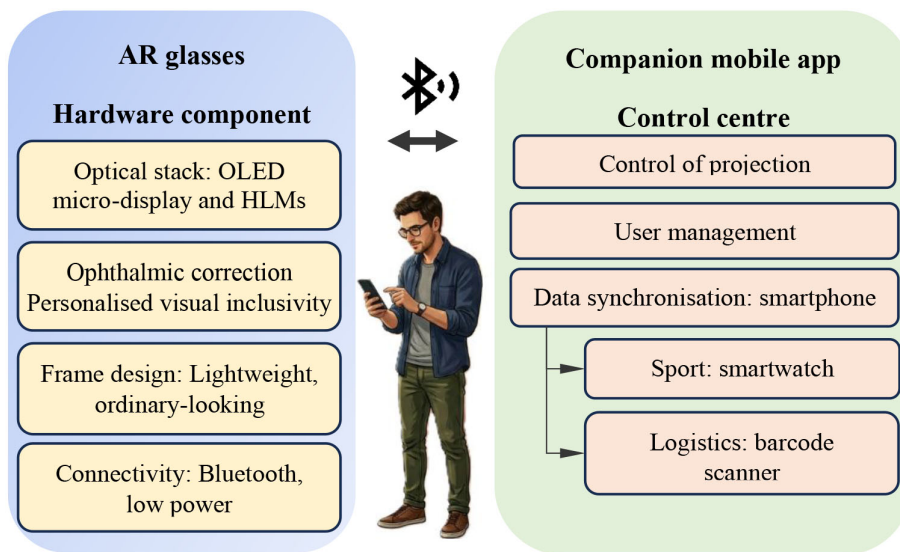 AR glasses
Hardware component
Optical stack: OLED
micro-display and HLMs
Ophthalmic correction
Personalised visual inclusivity
Frame design: Lightweight,
ordinary-looking
Connectivity: Bluetooth,
low power
Companion mobile app
Control centre
Control of projection
User management
Data synchronisation: smartphone
Sport: smartwatch
Logistics: barcode
scanner